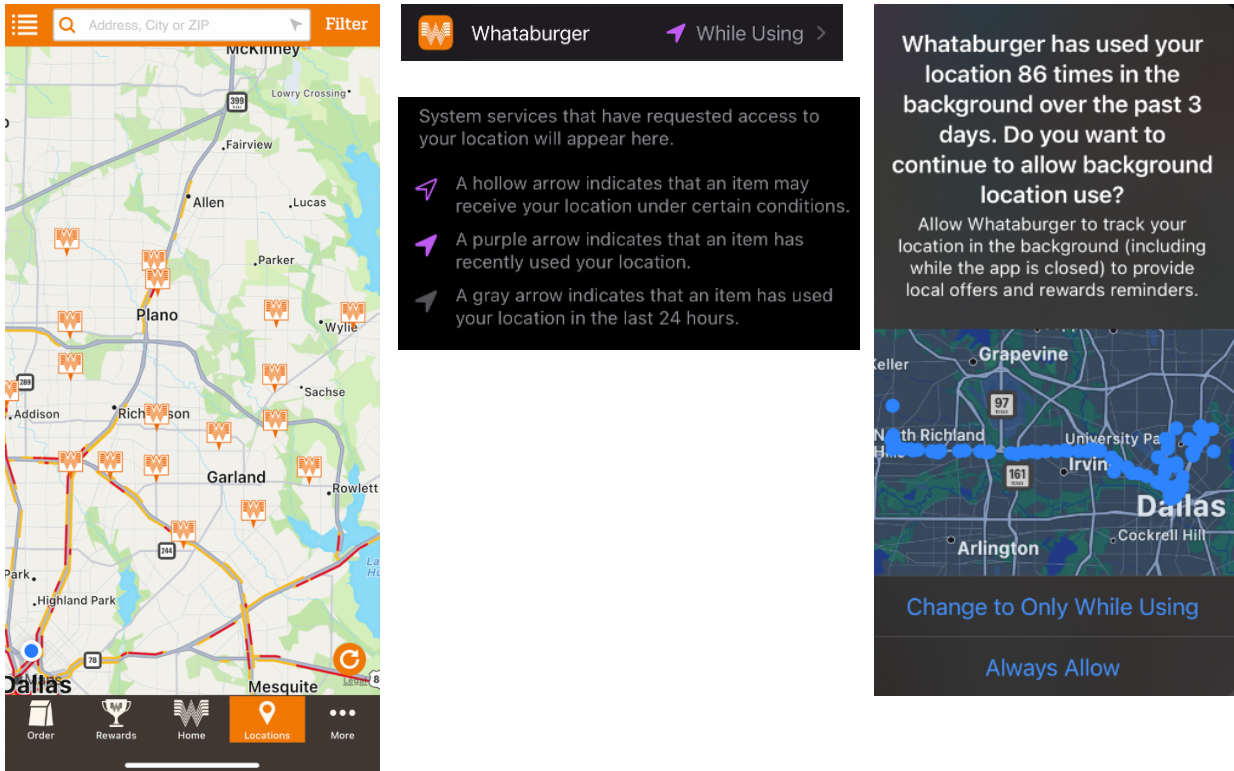 Address, City or ZIP
Filter
McKinney
399
Lowry Crossing
Fairview
Allen
Lucas
Parker
Plano
Wylie
289
Sachse
Addison
Garland
Rowlett
244
Park
Highland Park
78
Dallas
Mesquite
Legal
8
Order
Rewards
Home
Locations
More
Whataburger
While Using
System services that have requested access to
your location will appear here.
A hollow arrow indicates that an item may
receive your location under certain conditions.
A purple arrow indicates that an item has
recently used your location.
A gray arrow indicates that an item has used
your location in the last 24 hours.
Whataburger has used your
location 86 times in the
background over the past 3
days. Do you want to
continue to allow background
location use?
Allow Whataburger to track your
location in the background (including
while the app is closed) to provide
local offers and rewards reminders.
Grapevine
Keller
97
TEXAS
North Richland
University Pa
Irvin
161
TEXAS
Dallas
Cockrell Hill
Arlington
Change to Only While Using
Always Allow